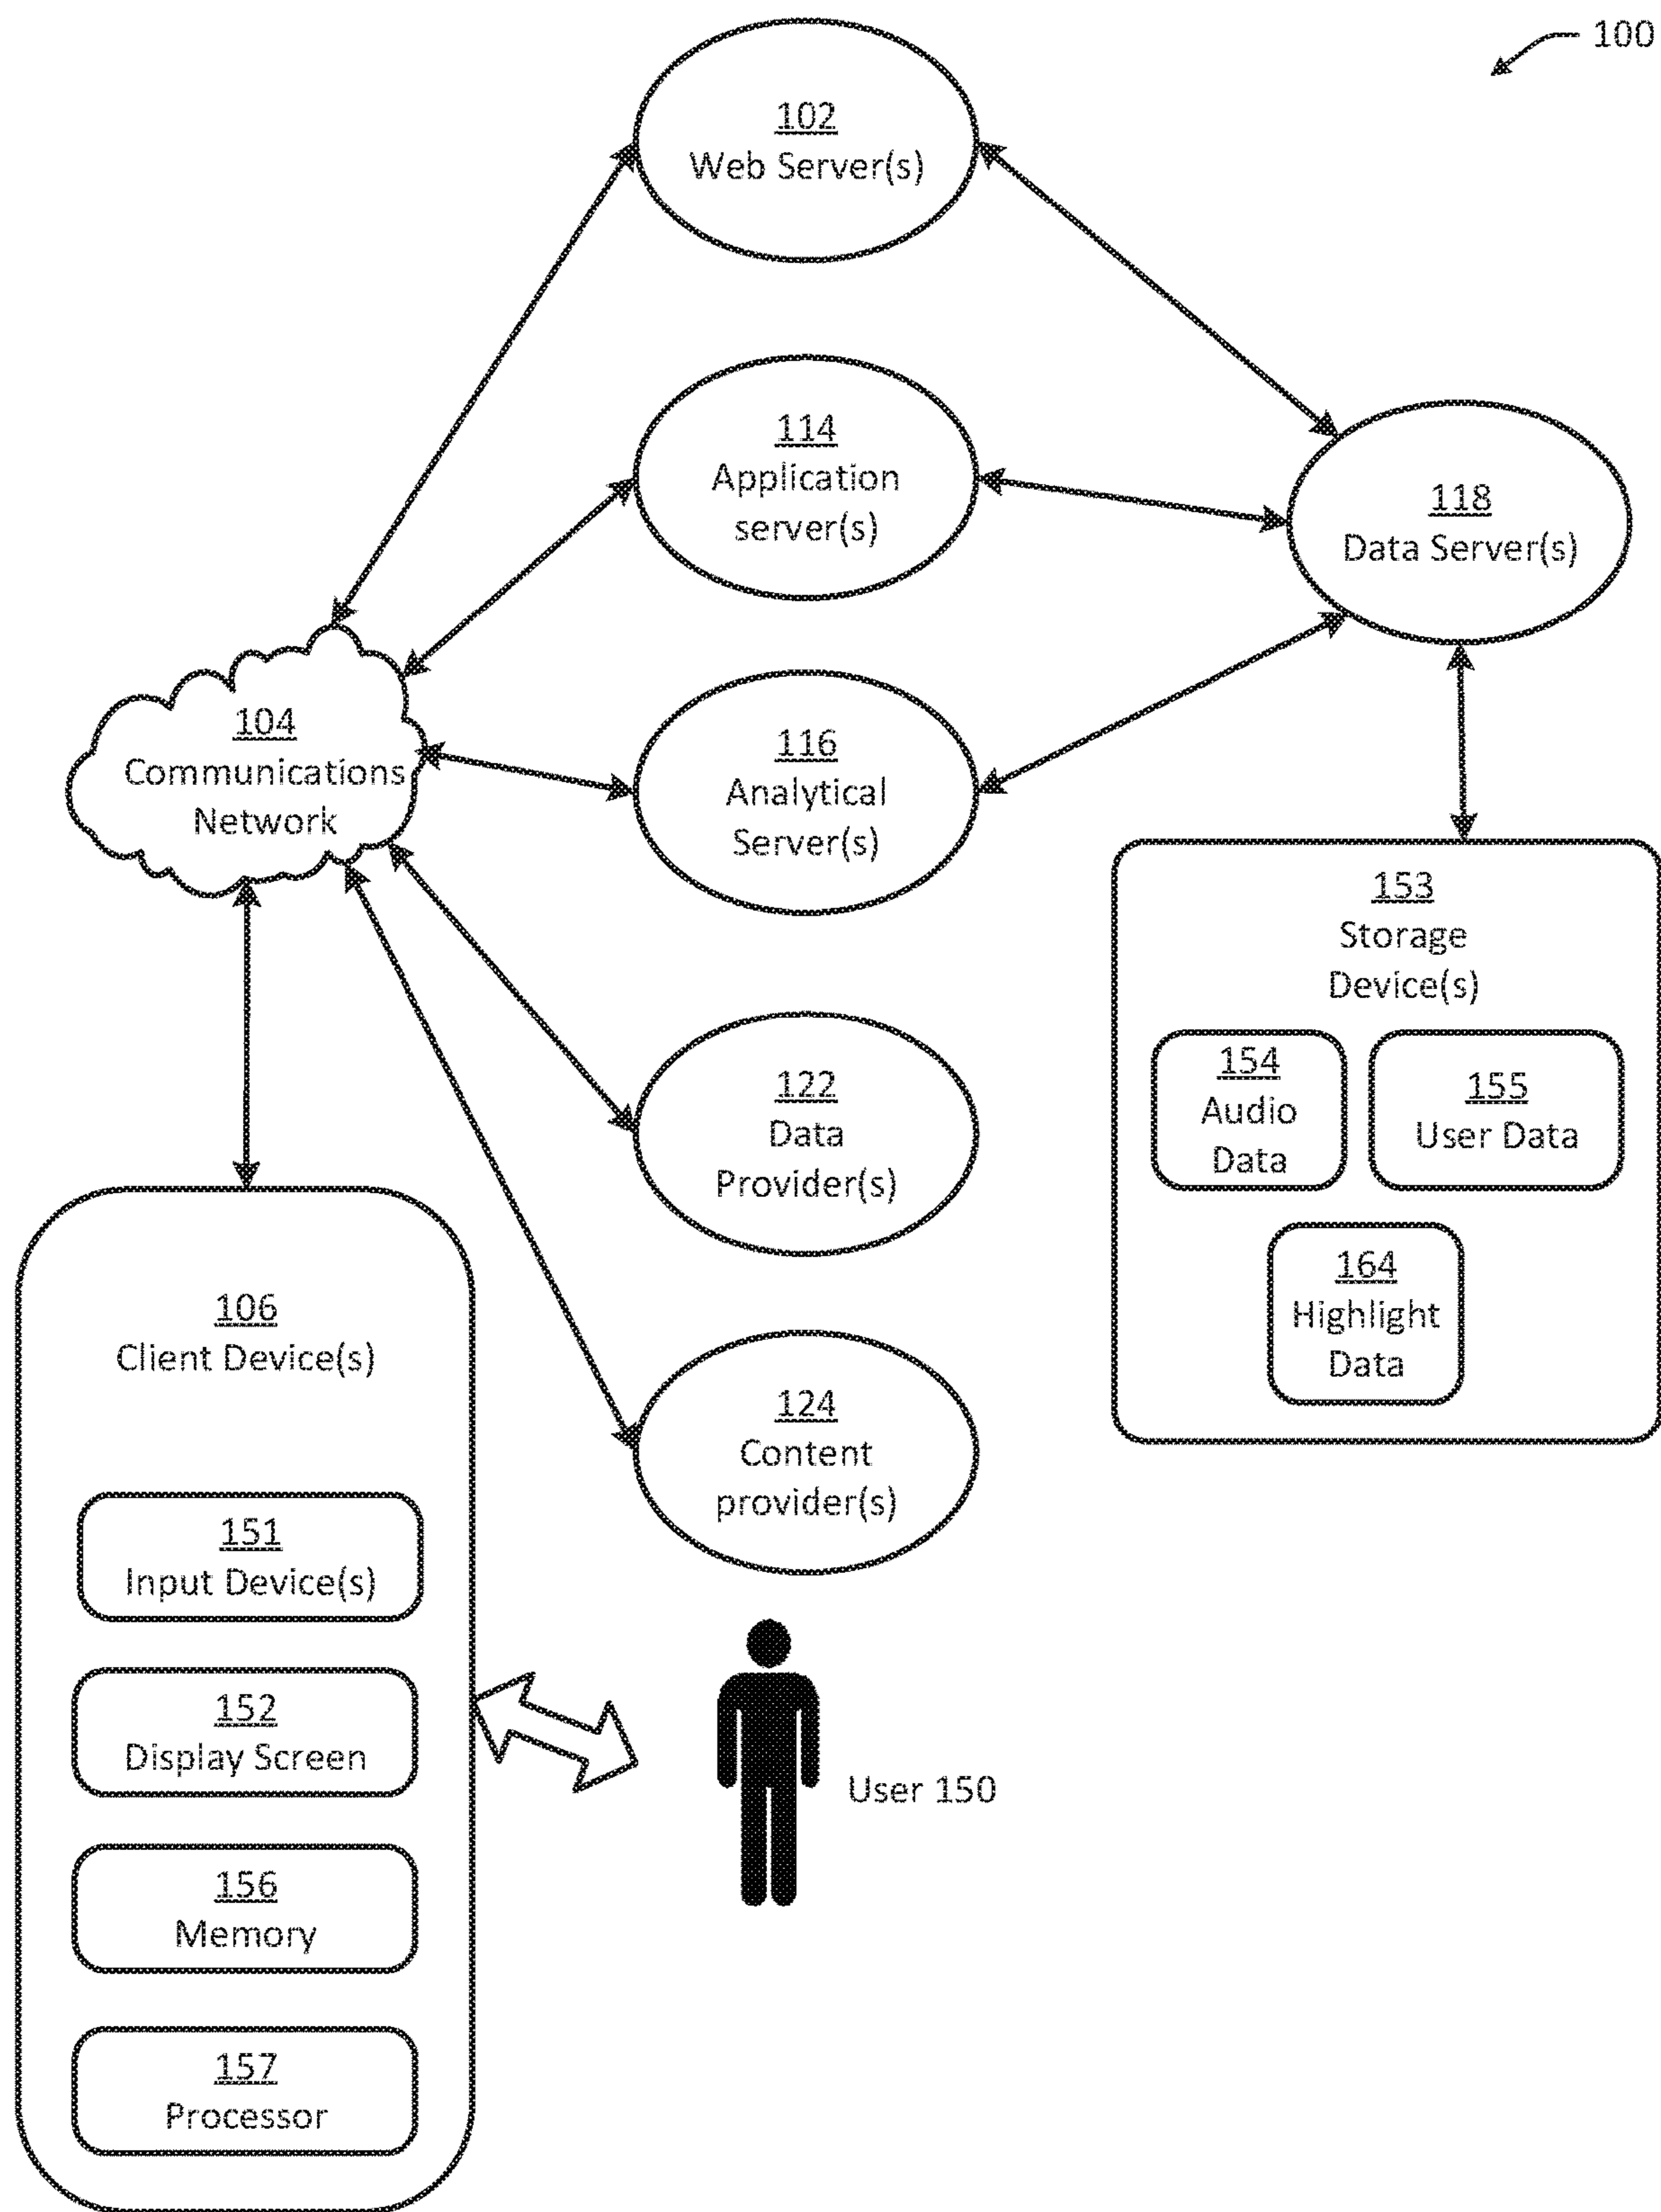 100
102
Web Server(s)
114
Application
server(s)
118
Data Server(s)
104
Communications
Network
116
Analytical
Server(s)
153
Storage
Device(s)
154
Audio
Data
155
User Data
164
Highlight
Data
122
Data
Provider(s)
106
Client Device(s)
124
Content
provider(s)
151
Input Device(s)
152
Display Screen
User 150
156
Memory
157
Processor